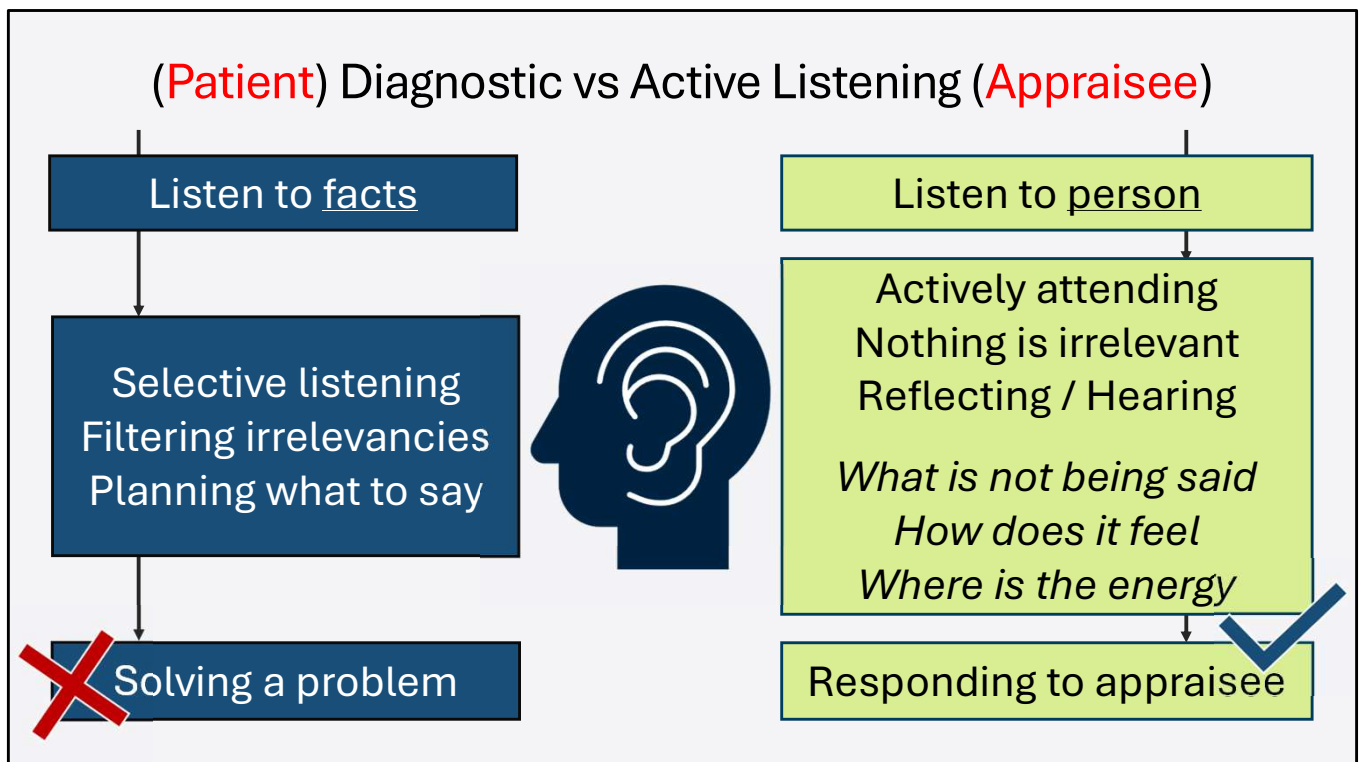 (Patient) Diagnostic vs Active Listening (Appraisee)
Listen to facts
Selective listening
Filtering irrelevancies
Planning what to say
Solving a problem
Listen to person
Actively attending
Nothing is irrelevant
Reflecting / Hearing
What is not being said
How does it feel
Where is the energy
Responding to appraisee